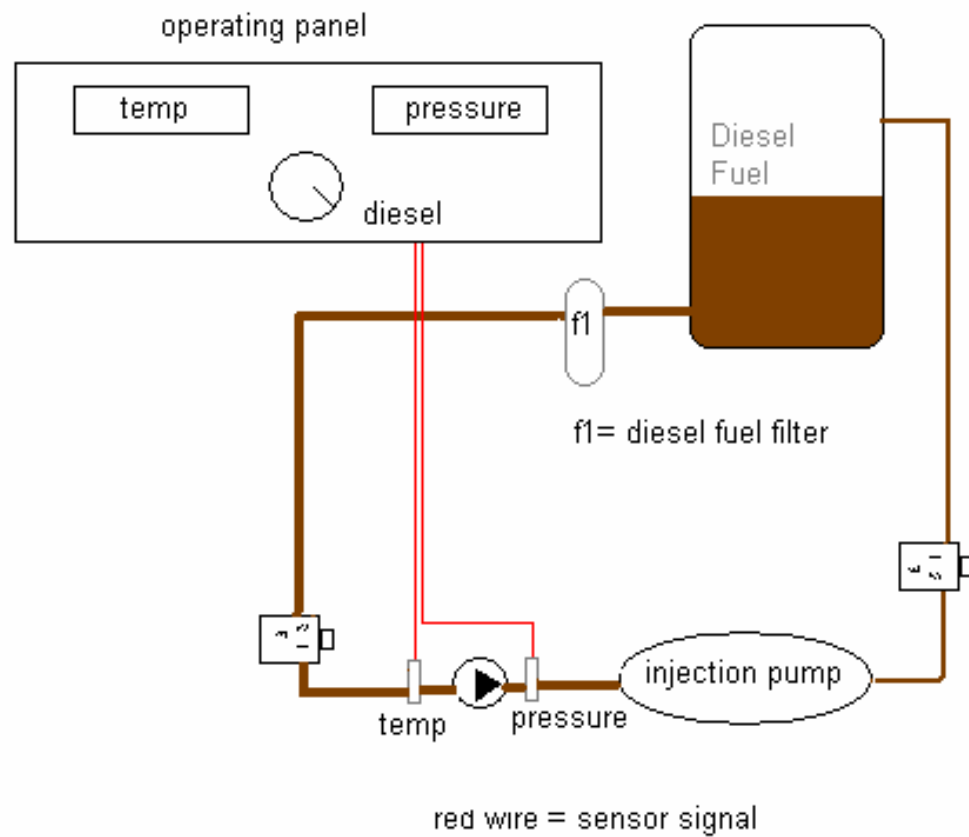 operating panel
temp
pressure
diesel
Diesel
Fuel
f1
f1= diesel fuel filter
injection pump
temp
pressure
red wire = sensor signal